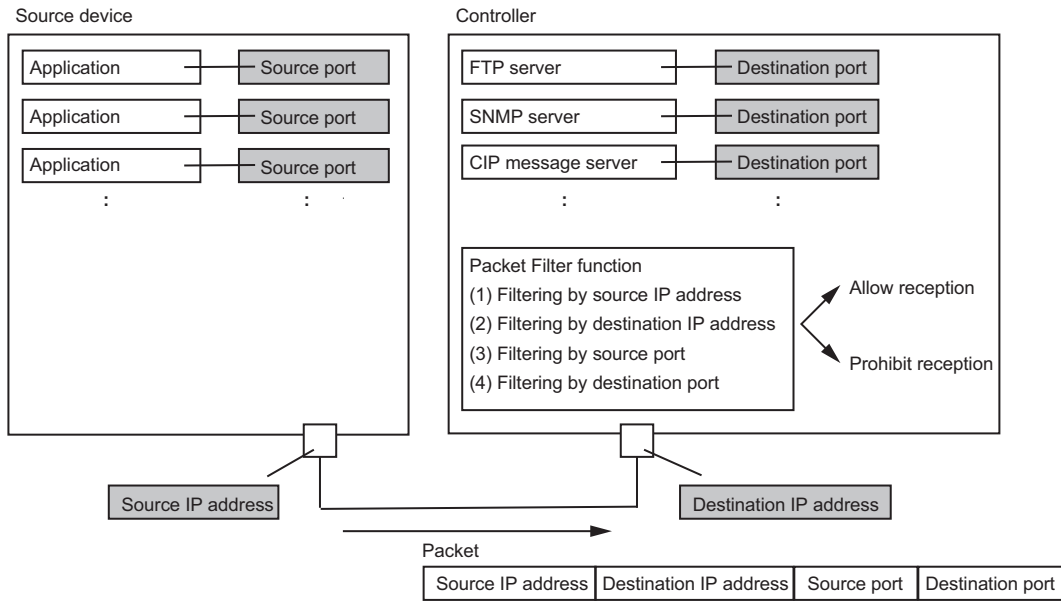 Source device
Application
Source port
Application
Source port
Application
Source port
:
:
Controller
FTP server
Destination port
SNMP server
Destination port
CIP message server
Destination port
:
:
Packet Filter function
(1) Filtering by source IP address
(2) Filtering by destination IP address
(3) Filtering by source port
(4) Filtering by destination port
Allow reception
Prohibit reception
Source IP address
Destination IP address
Packet
Source IP address Destination IP address Source port Destination port